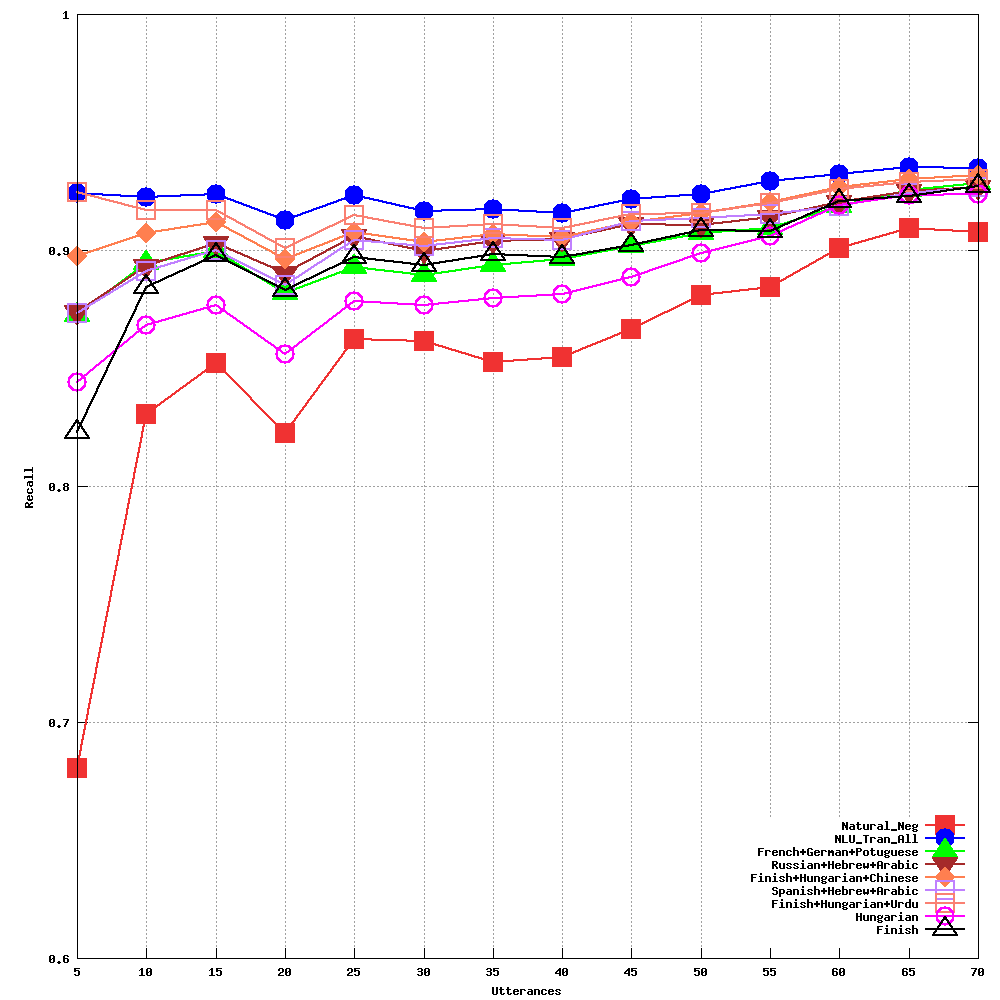 1
0.9
0.8
Recall
0.7
0.6
Natural_Neg
NLU_Tran_All
French+German+Potuguese
Russian+Hebrew+Arabic
Finish+Hungarian+Chinese
Spanish+Hebrew+Arabic
Finish+Hungarian+Urdu
Hungarian
Finish
5 10 15 20 25 30 35 40 45 50 55 60 65 70
Utterances